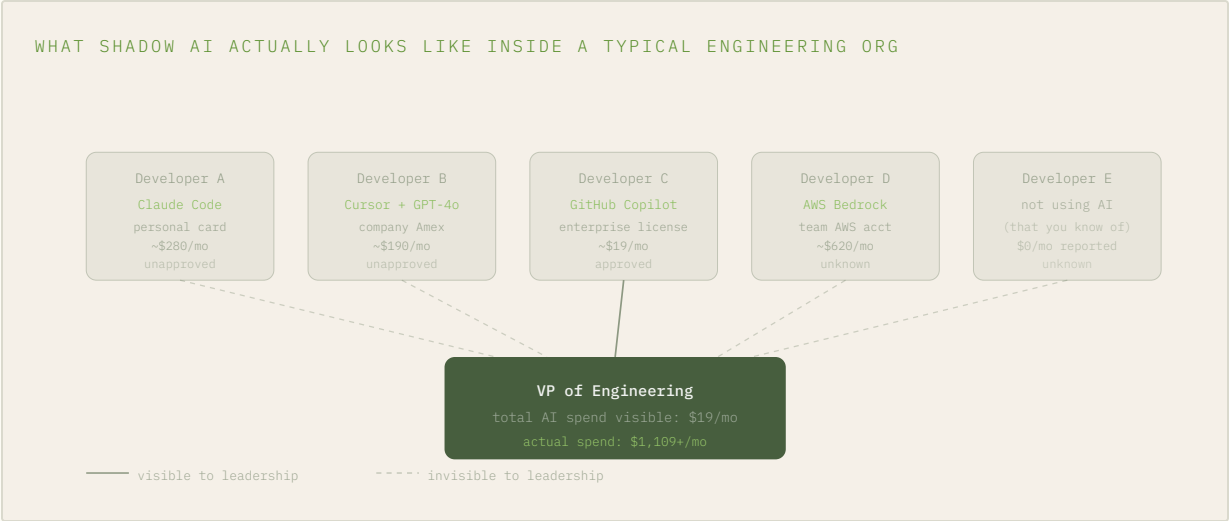 WHAT SHADOW AI ACTUALLY LOOKS LIKE INSIDE A TYPICAL ENGINEERING ORG
Developer A
Claude Code
personal card
~$280/mo
unapproved
Developer B
Cursor + GPT-4o
company Amex
~$190/mo
unapproved
Developer C
GitHub Copilot
enterprise license
~$19/mo
approved
Developer D
AWS Bedrock
team AWS acct
~$620/mo
unknown
Developer E
not using AI
(that you know of)
$0/mo reported
unknown
VP of Engineering
total AI spend visible: $19/mo
actual spend: $1,109+/mo
visible to leadership
invisible to leadership